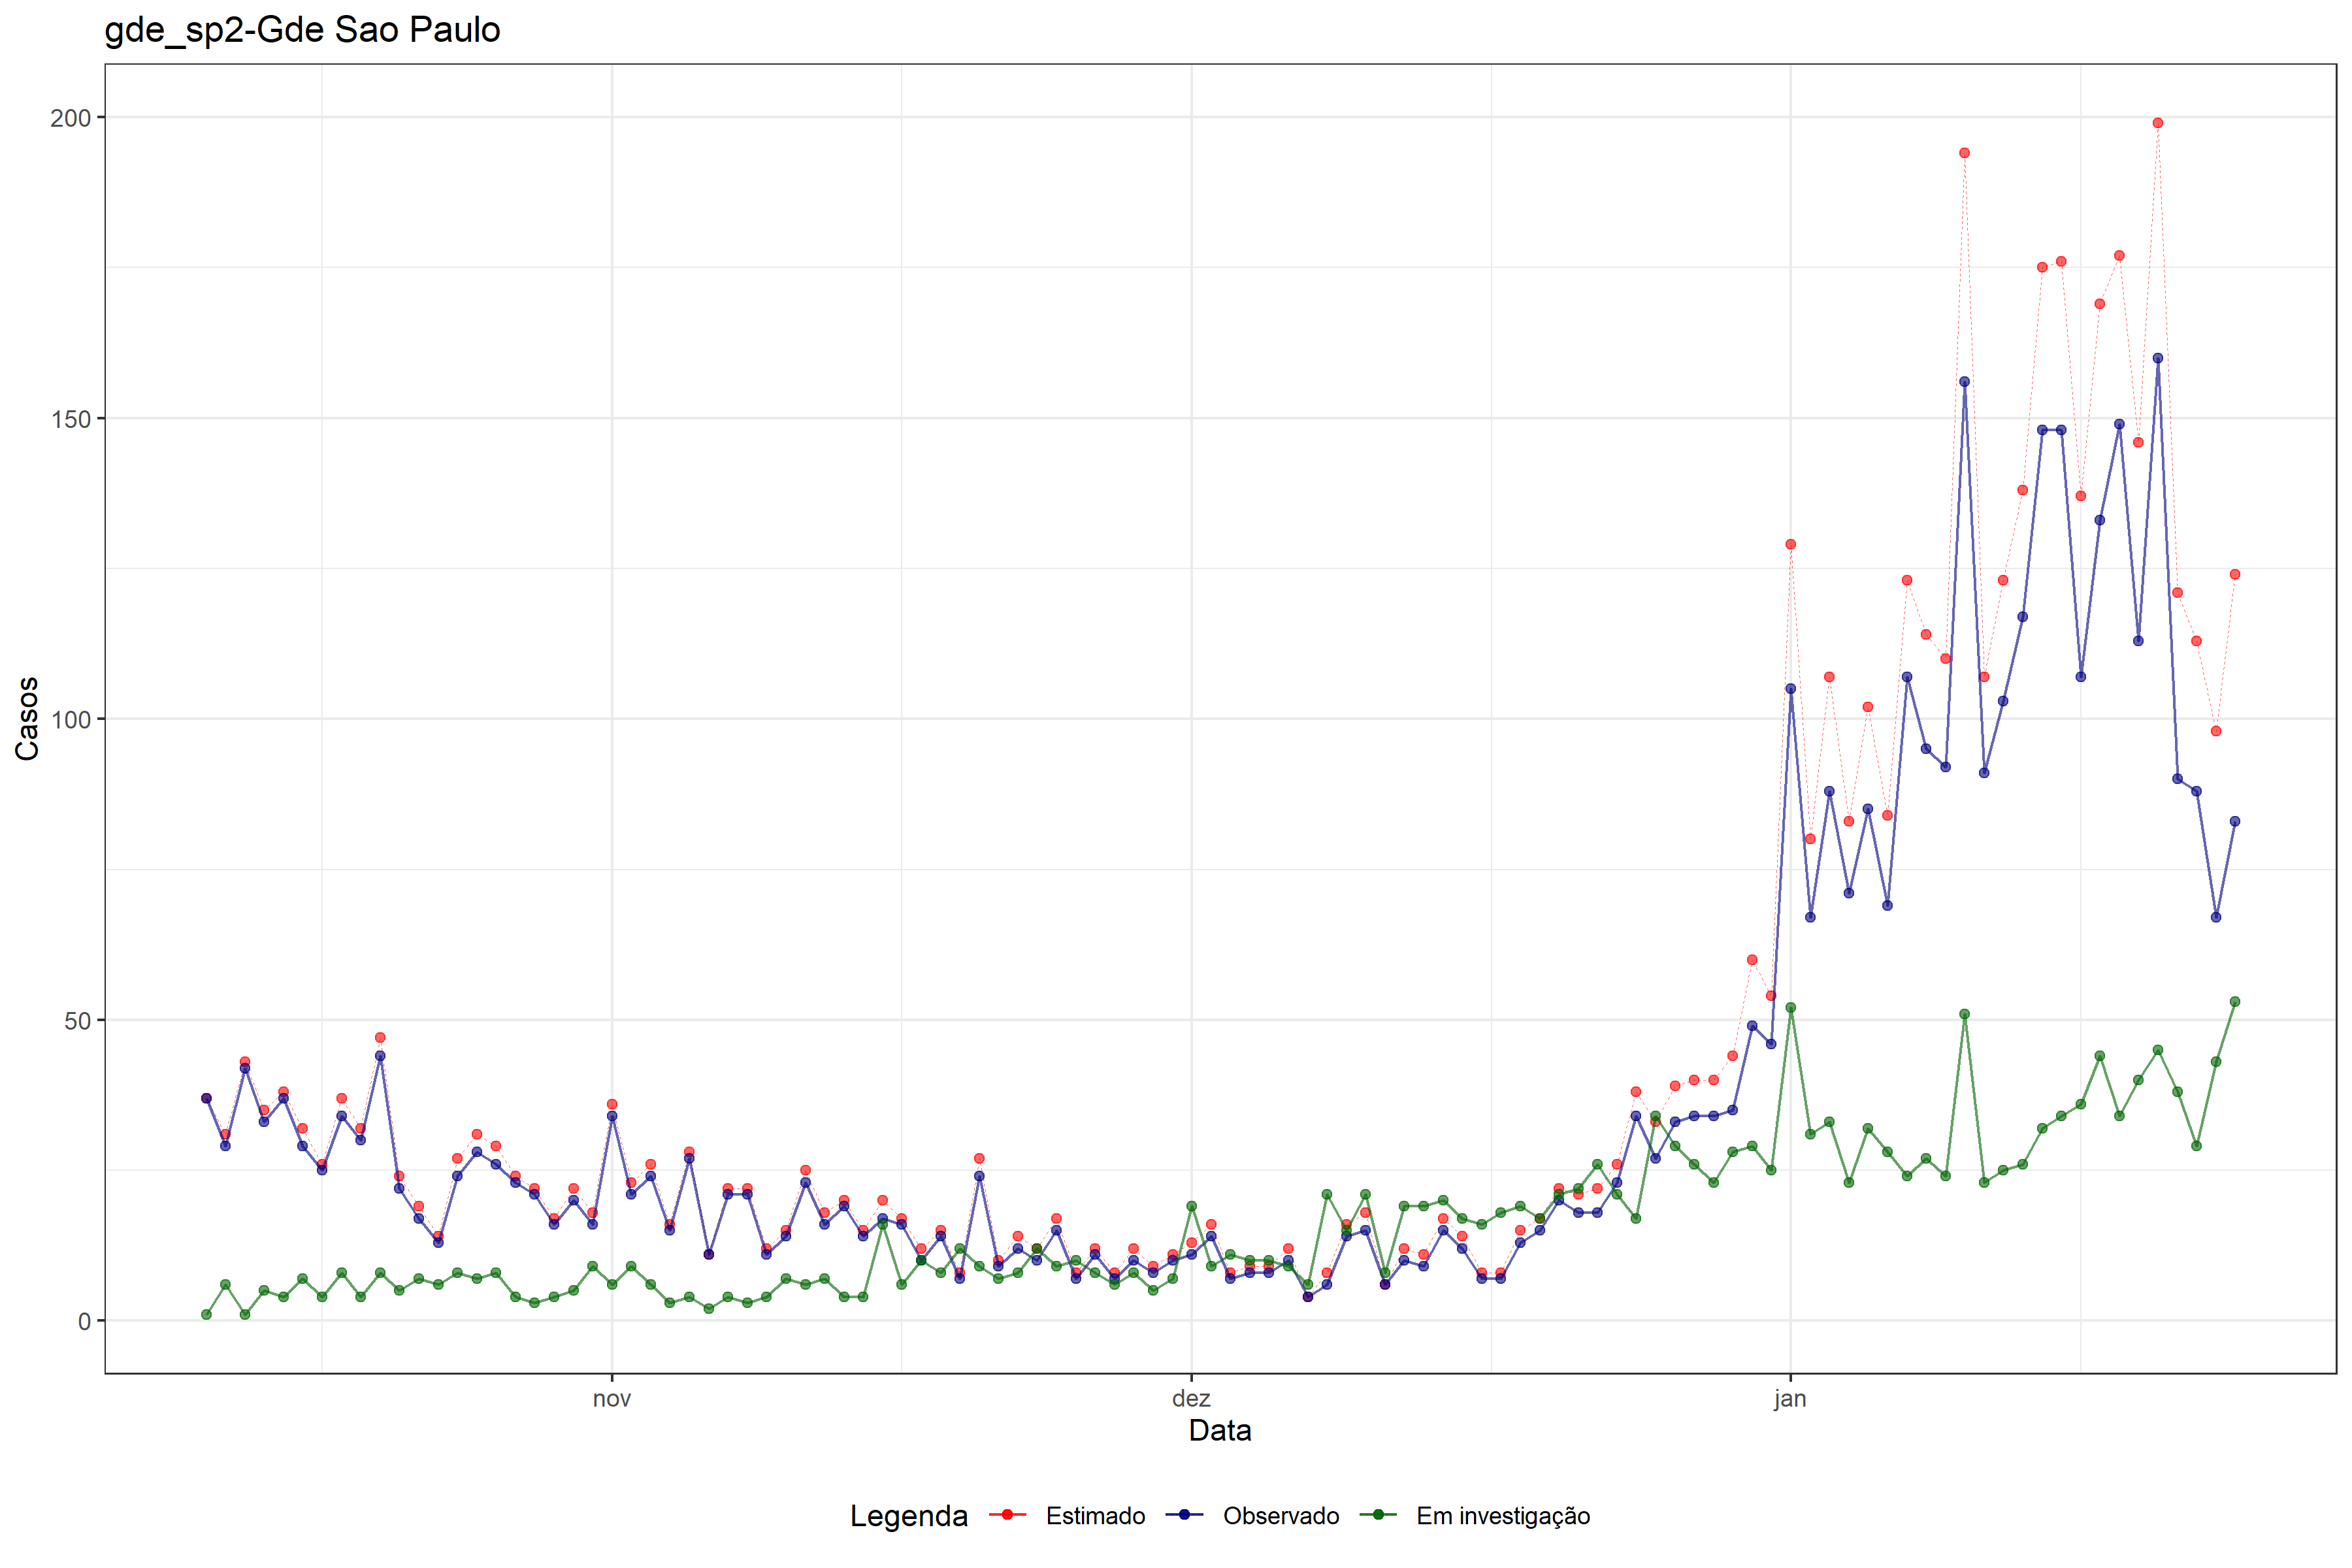 gde_sp2-Gde Sao Paulo
200
150
100
50
0
Casos
nov dez jan
Data
Legenda Estimado Observado Em investigação